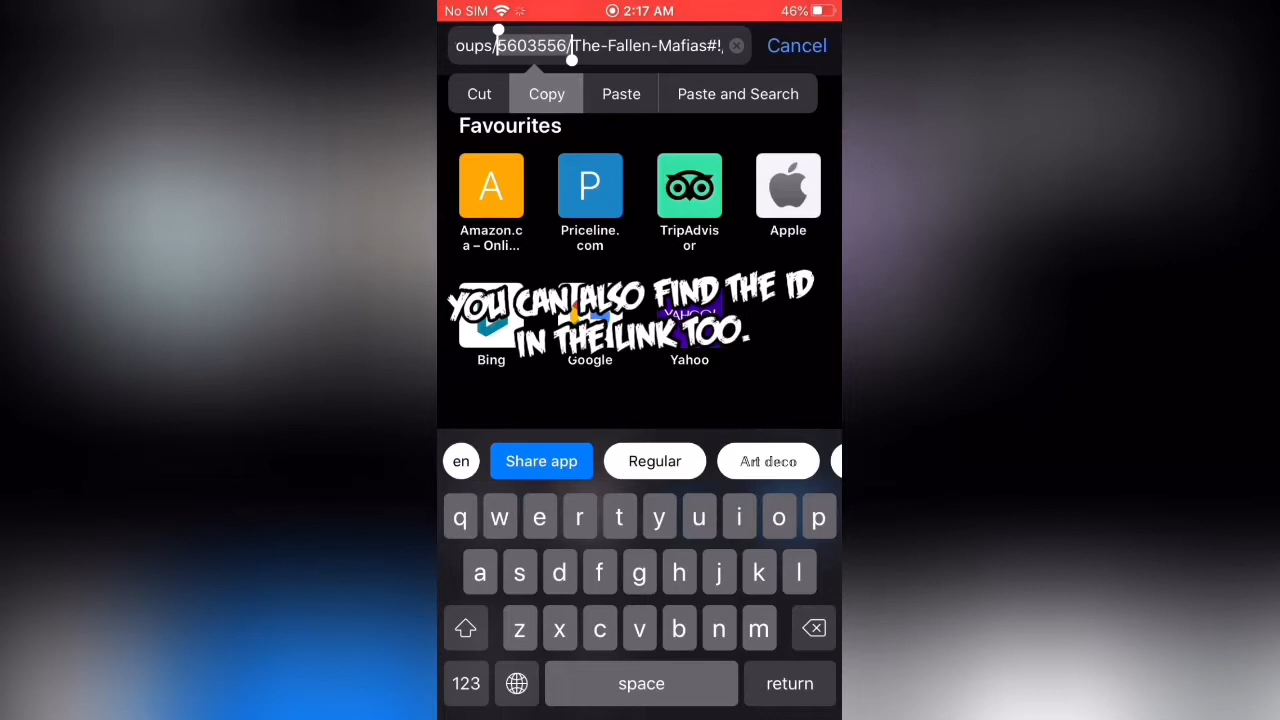 No SIM 2:17 AM 46%
oups/5603556/The-Fallen-Mafias#!/ Cancel
Cut Copy Paste Paste and Search
Favourites
A P
Amazon.c Priceline. TripAdvis Apple
a – Onli... com or
YOU CAN ALSO FIND THE ID
IN THE LINK TOO.
YAHOO!
Bing Google Yahoo
en Share app Regular Art deco
q w e r t y u i o p
a s d f g h j k l
z x c v b n m
123 space return